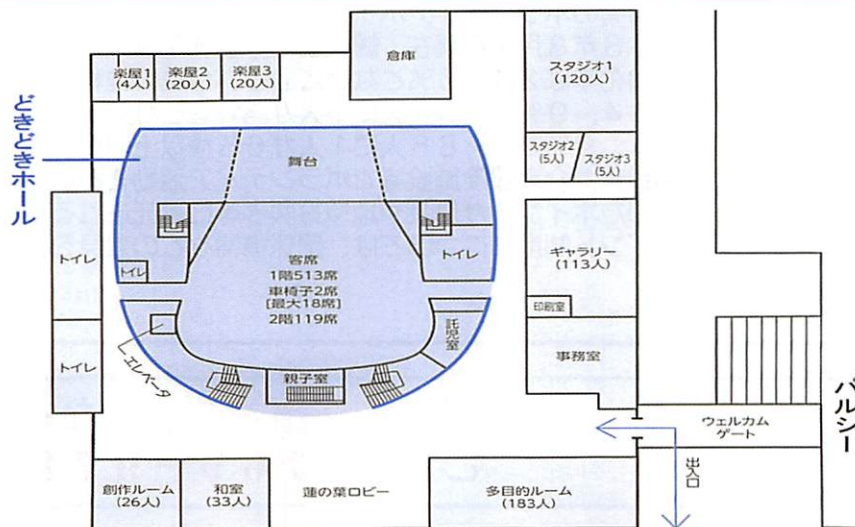 倉庫
楽屋1
(4人)
楽屋2
(20人)
楽屋3
(20人)
スタジオ1
(120人)
どきどきホール
舞台
スタジオ2
(5人)
スタジオ3
(5人)
トイレ
トイレ
客席
1階513席
車椅子2席
[最大18席]
2階119席
トイレ
ギャラリー
(113人)
印刷室
トイレ
エレベータ
親子室
託児室
事務室
パルシー
ウェルカム
ゲート
出入口
創作ルーム
(26人)
和室
(33人)
蓮の葉ロビー
多目的ルーム
(183人)